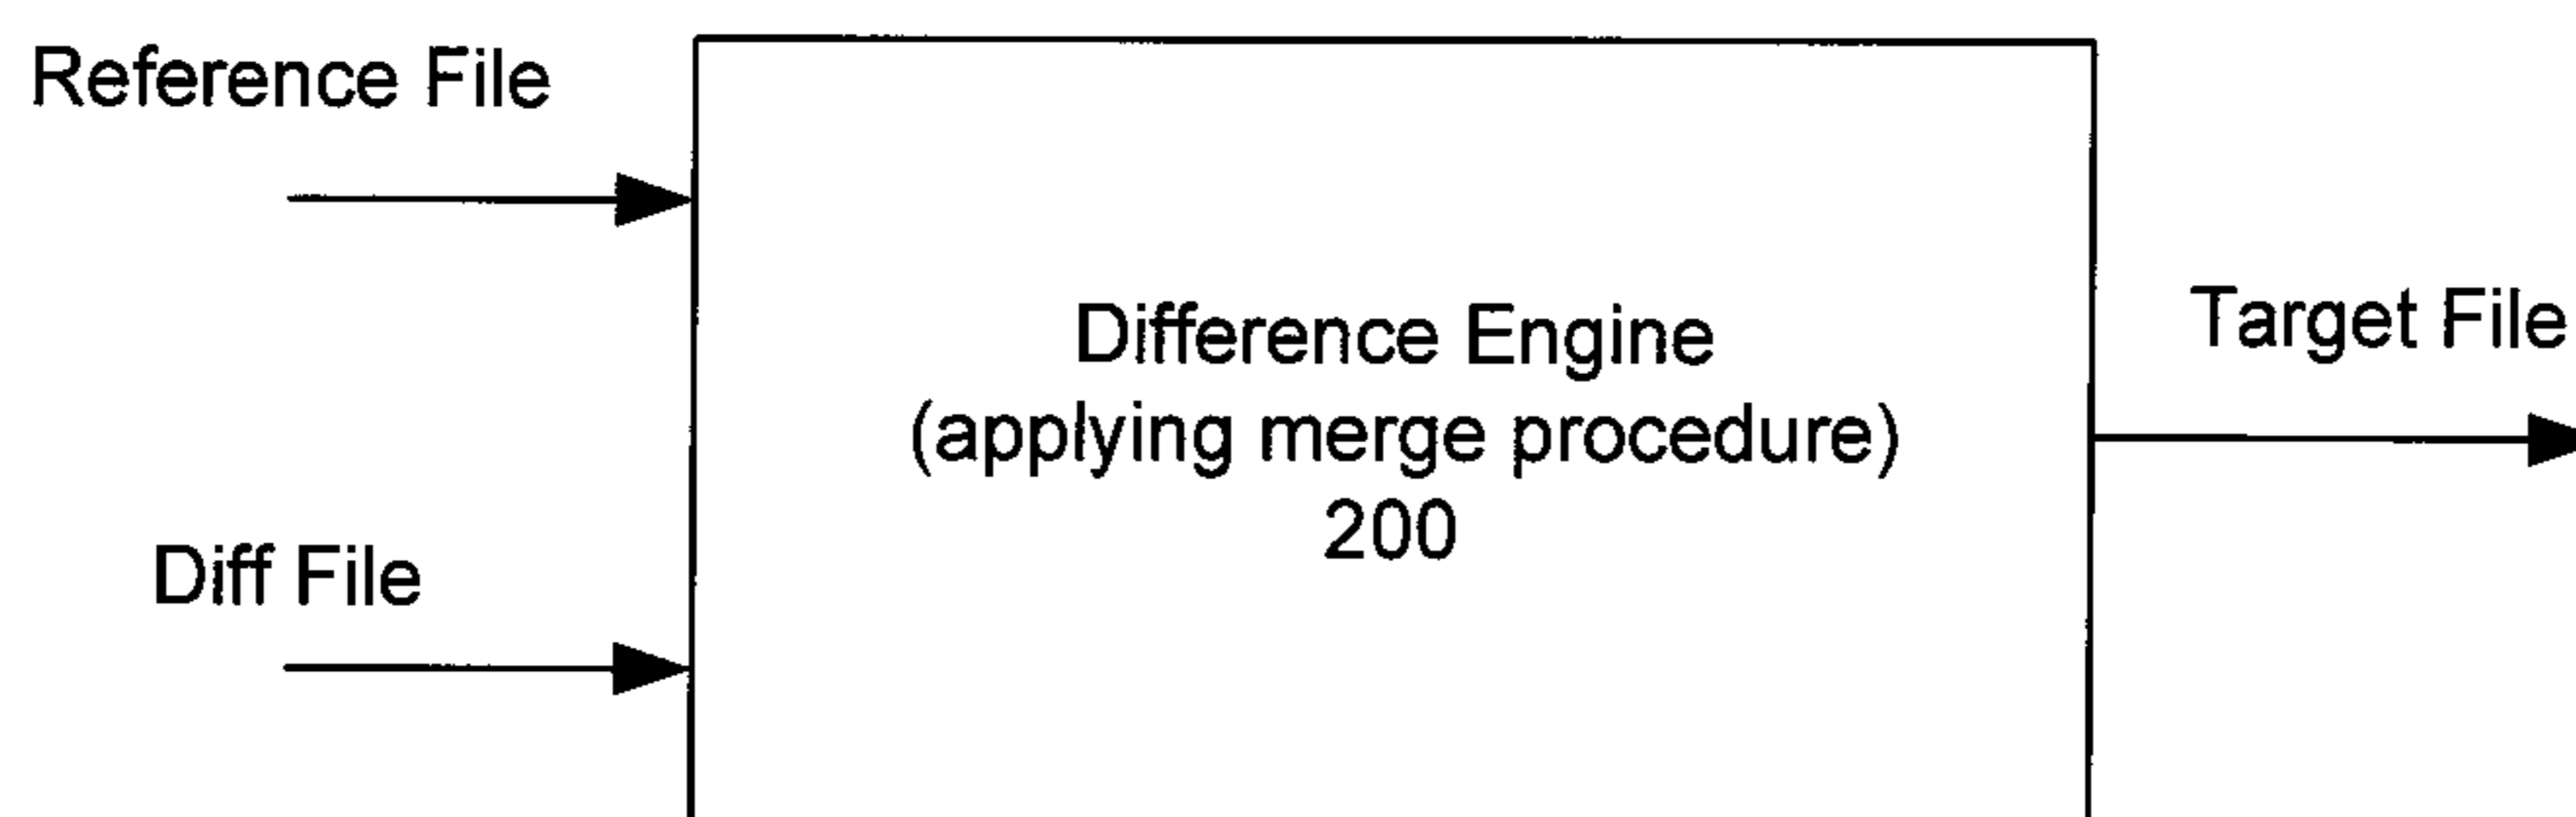 Reference File
Difference Engine
(applying merge procedure)
200
Target File
Diff File